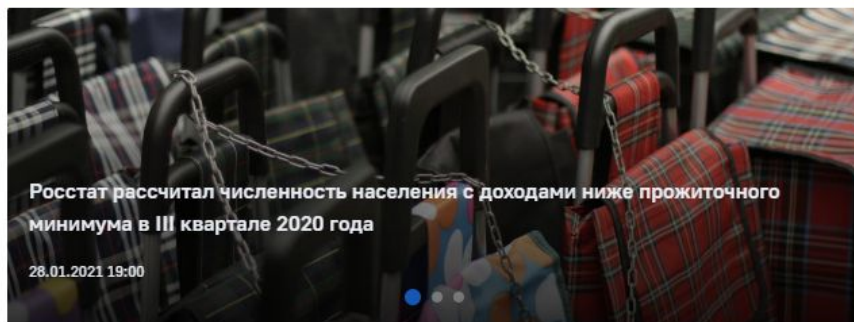 Росстат рассчитал численность населения с доходами ниже прожиточного
минимума в III квартале 2020 года
28.01.2021 19:00